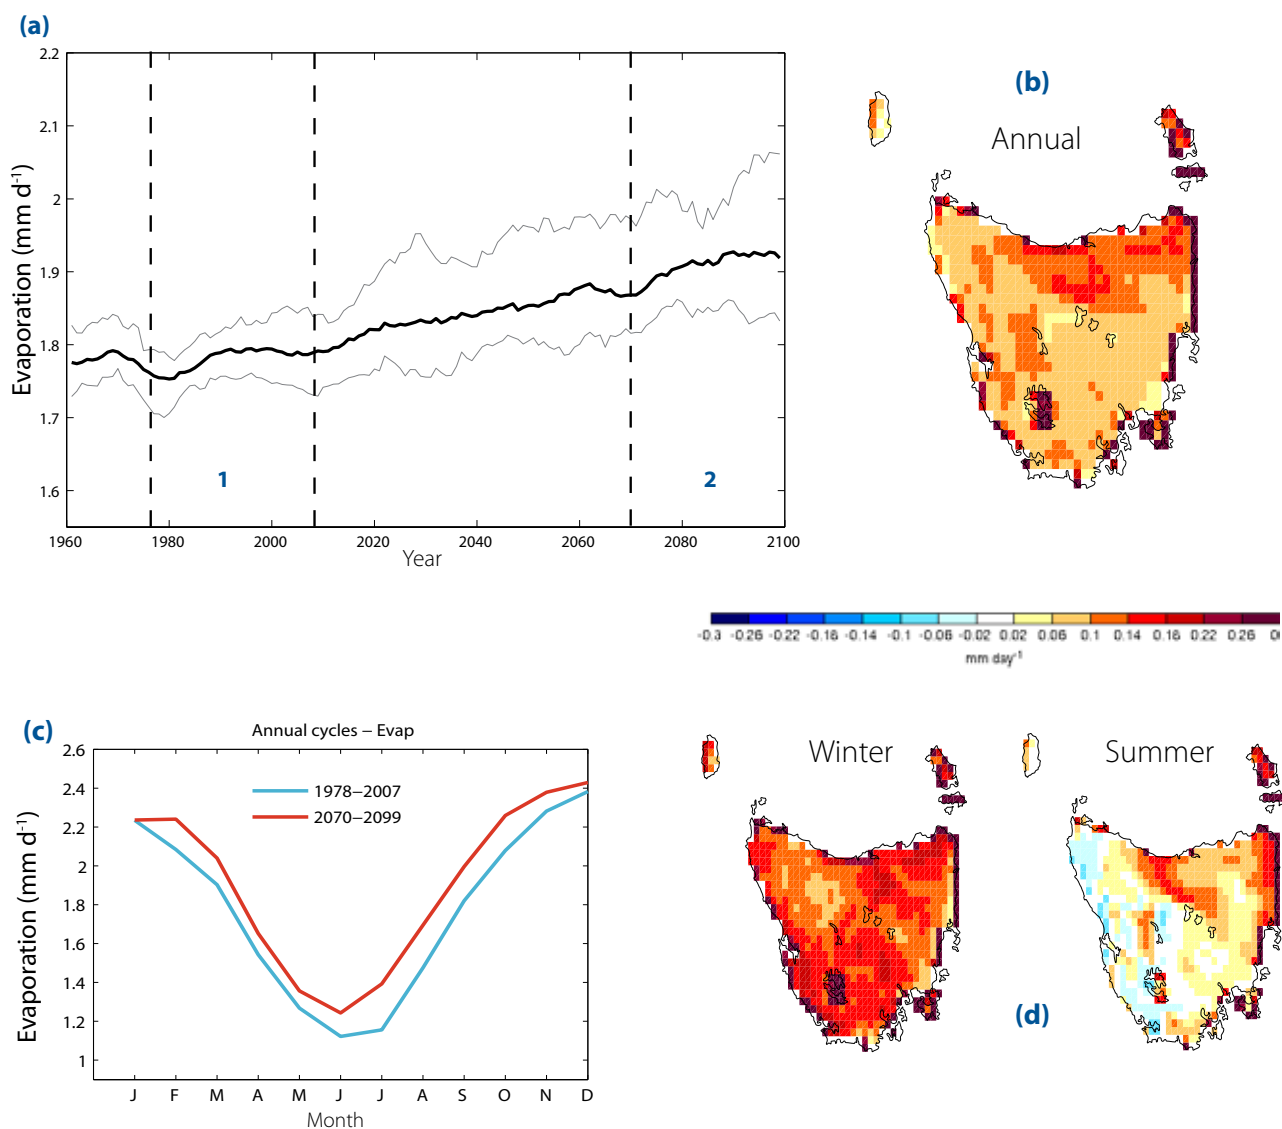 (a)
2.2
2.1
2
1.9
1.8
1.7
1.6
Evaporation (mm d-1)
1
2
1960 1980 2000 2020 2040 2060 2080 2100
Year
(b)
Annual
-0.3 -0.26 -0.22 -0.16 -0.14 -0.1 -0.06 -0.02 0.02 0.06 0.1 0.14 0.16 0.22 0.26
mm day-1
(c)
Annual cycles – Evap
2.6
2.4
2.2
2
1.8
1.6
1.4
1.2
1
Evaporation (mm d-1)
1978–2007
2070–2099
J F M A M J J A S O N D
Month
Winter
Summer
(d)